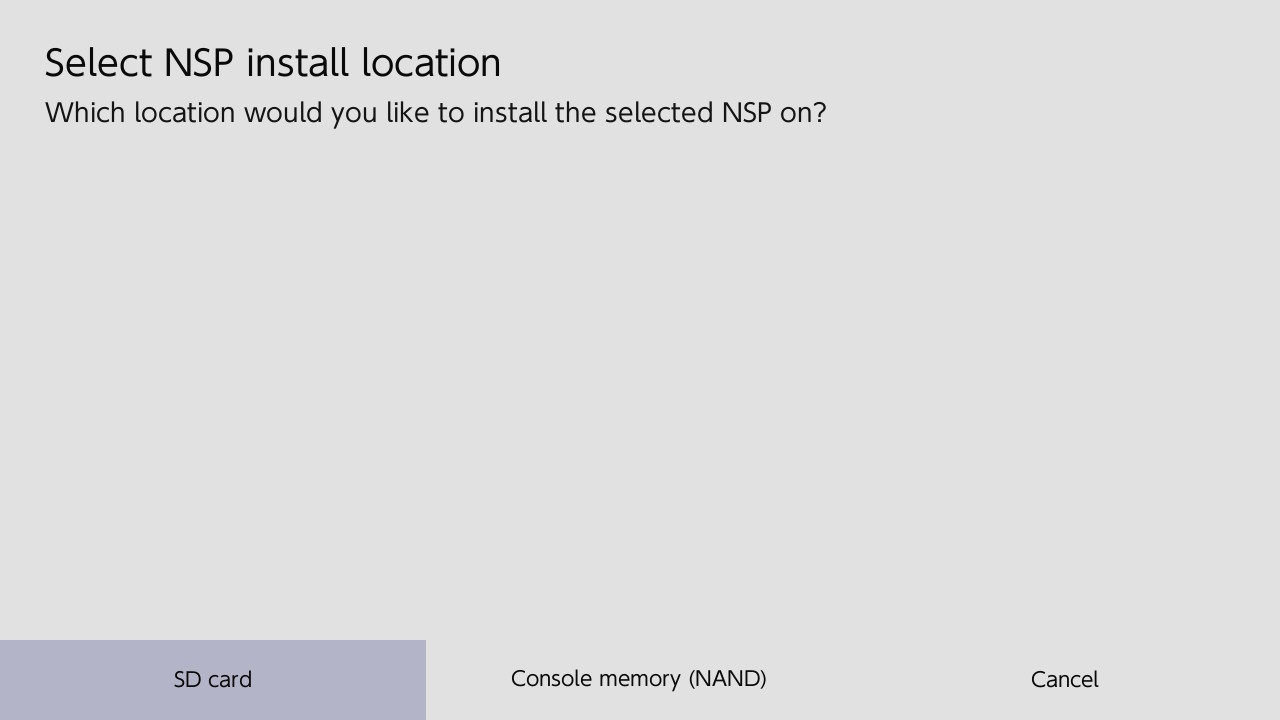 Select NSP install location
Which location would you like to install the selected NSP on?
SD card
Console memory (NAND)
Cancel